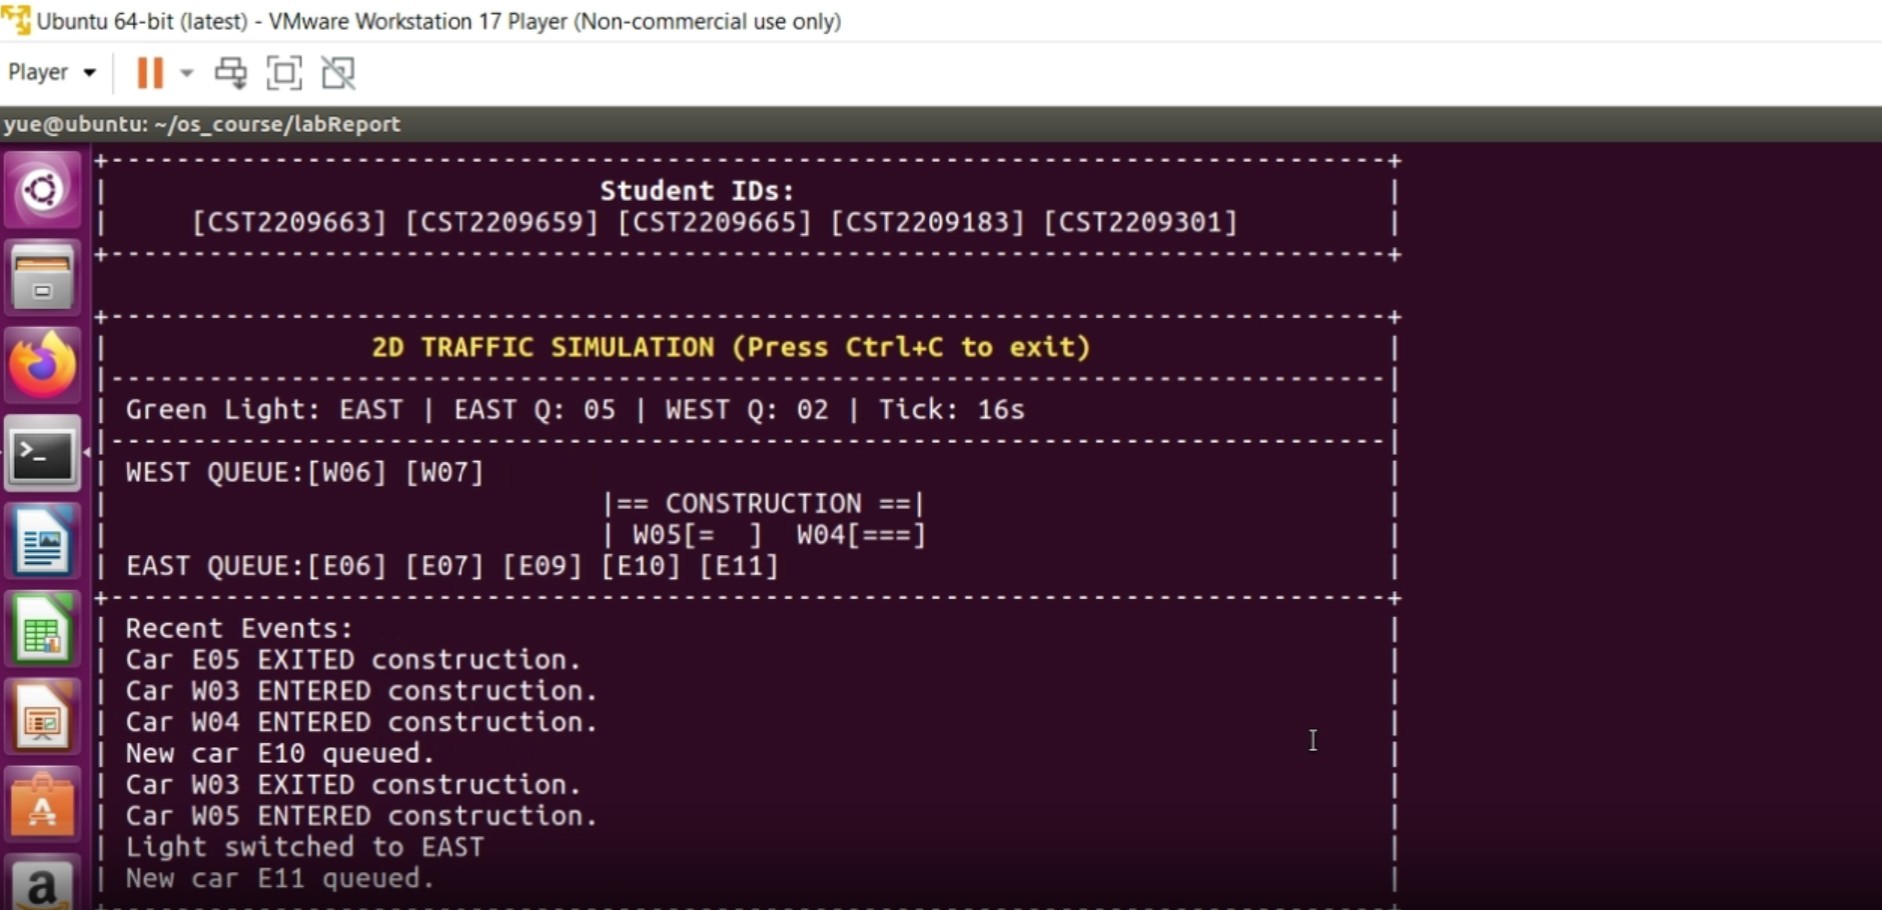 Ubuntu 64-bit (latest) - VMware Workstation 17 Player (Non-commercial use only)
Player
yue@ubuntu: ~/os_course/labReport
Student IDs:
[CST2209663] [CST2209659] [CST2209665] [CST2209183] [CST2209301]
2D TRAFFIC SIMULATION (Press Ctrl+C to exit)
Green Light: EAST | EAST Q: 05 | WEST Q: 02 | Tick: 16s
WEST QUEUE:[W06] [W07]
|== CONSTRUCTION ==|
| W05[=  ]  W04[===]
EAST QUEUE:[E06] [E07] [E09] [E10] [E11]
Recent Events:
Car E05 EXITED construction.
Car W03 ENTERED construction.
Car W04 ENTERED construction.
New car E10 queued.
Car W03 EXITED construction.
Car W05 ENTERED construction.
Light switched to EAST
New car E11 queued.